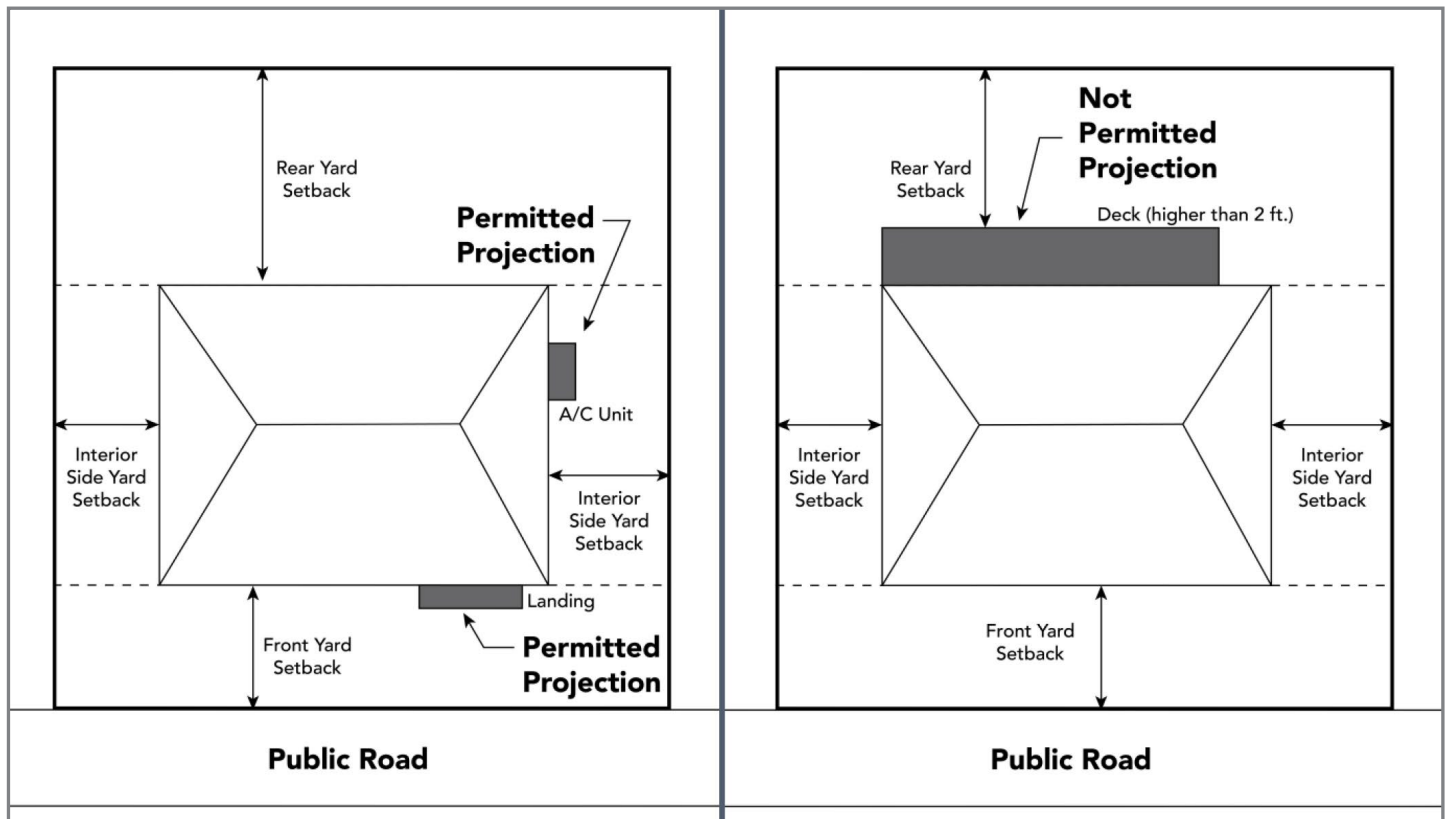 Rear Yard
Setback
Permitted
Projection
A/C Unit
Interior
Side Yard
Setback
Interior
Side Yard
Setback
Landing
Front Yard
Setback
Permitted
Projection
Public Road
Not
Permitted
Projection
Rear Yard
Setback
Deck (higher than 2 ft.)
Interior
Side Yard
Setback
Interior
Side Yard
Setback
Front Yard
Setback
Public Road